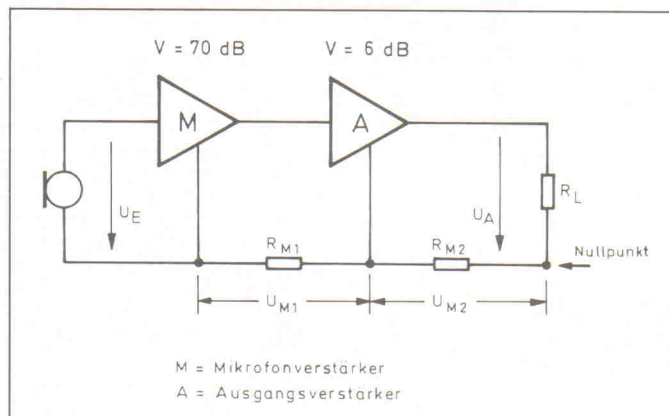 V = 70 dB
V = 6 dB
M
A
U_E
U_A
R_L
R_M1
R_M2
Nullpunkt
U_M1
U_M2
M = Mikrofonverstärker
A = Ausgangsverstärker